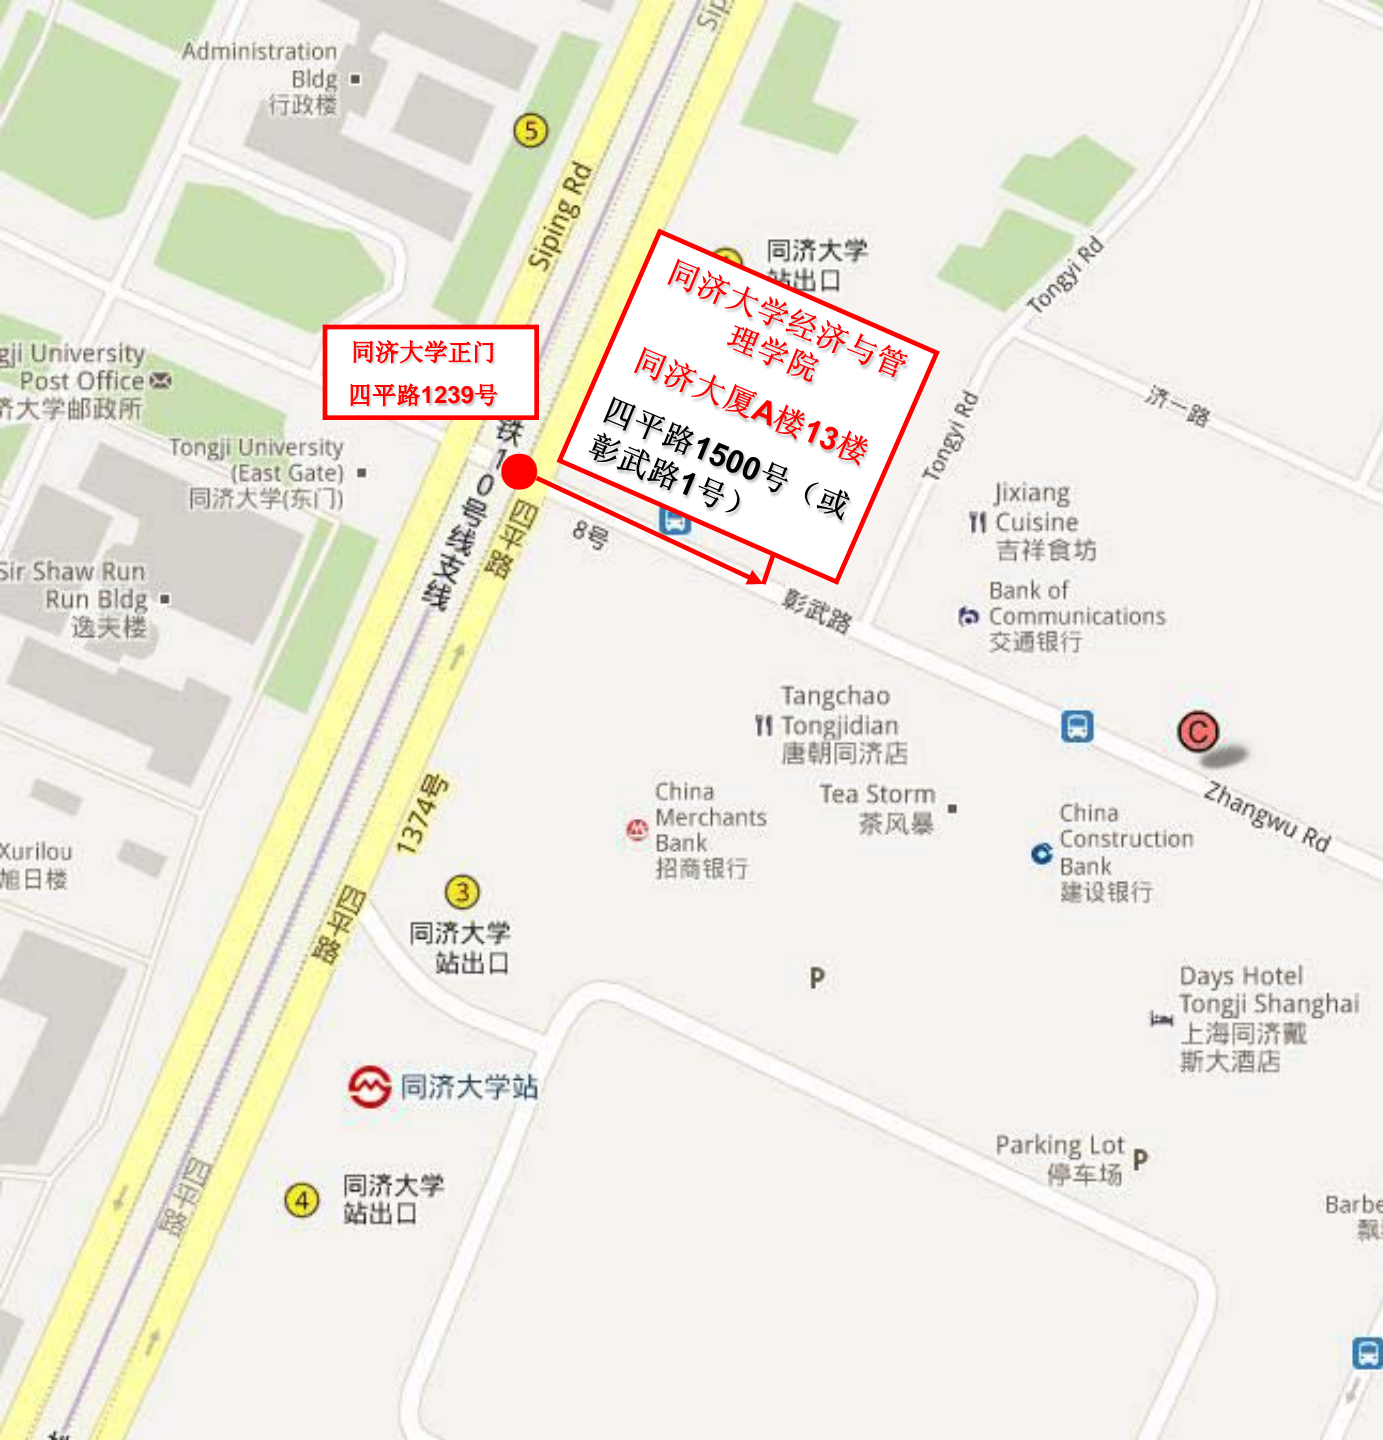 Administration
Bldg
行政楼
5
Siping Rd
同济大学
站出口
同济大学经济与管
理学院
同济大厦A楼13楼
四平路1500号（或
彰武路1号）
同济大学正门
四平路1239号
Tongyi Rd
Tongyi Rd
济一路
gji University
Post Office
济大学邮政所
Tongji University
(East Gate)
同济大学(东门)
铁10号线支线
四平路
8号
彰武路
Jixiang
Cuisine
吉祥食坊
Bank of
Communications
交通银行
Sir Shaw Run
Run Bldg
逸夫楼
Tangchao
Tongjidian
唐朝同济店
C
Zhangwu Rd
1374号
China
Merchants
Bank
招商银行
Tea Storm
茶风暴
China
Construction
Bank
建设银行
Xurilou
旭日楼
四平路
3
同济大学
站出口
P
Days Hotel
Tongji Shanghai
上海同济戴
斯大酒店
同济大学站
Parking Lot
停车场
P
四平路
4
同济大学
站出口
Barbe